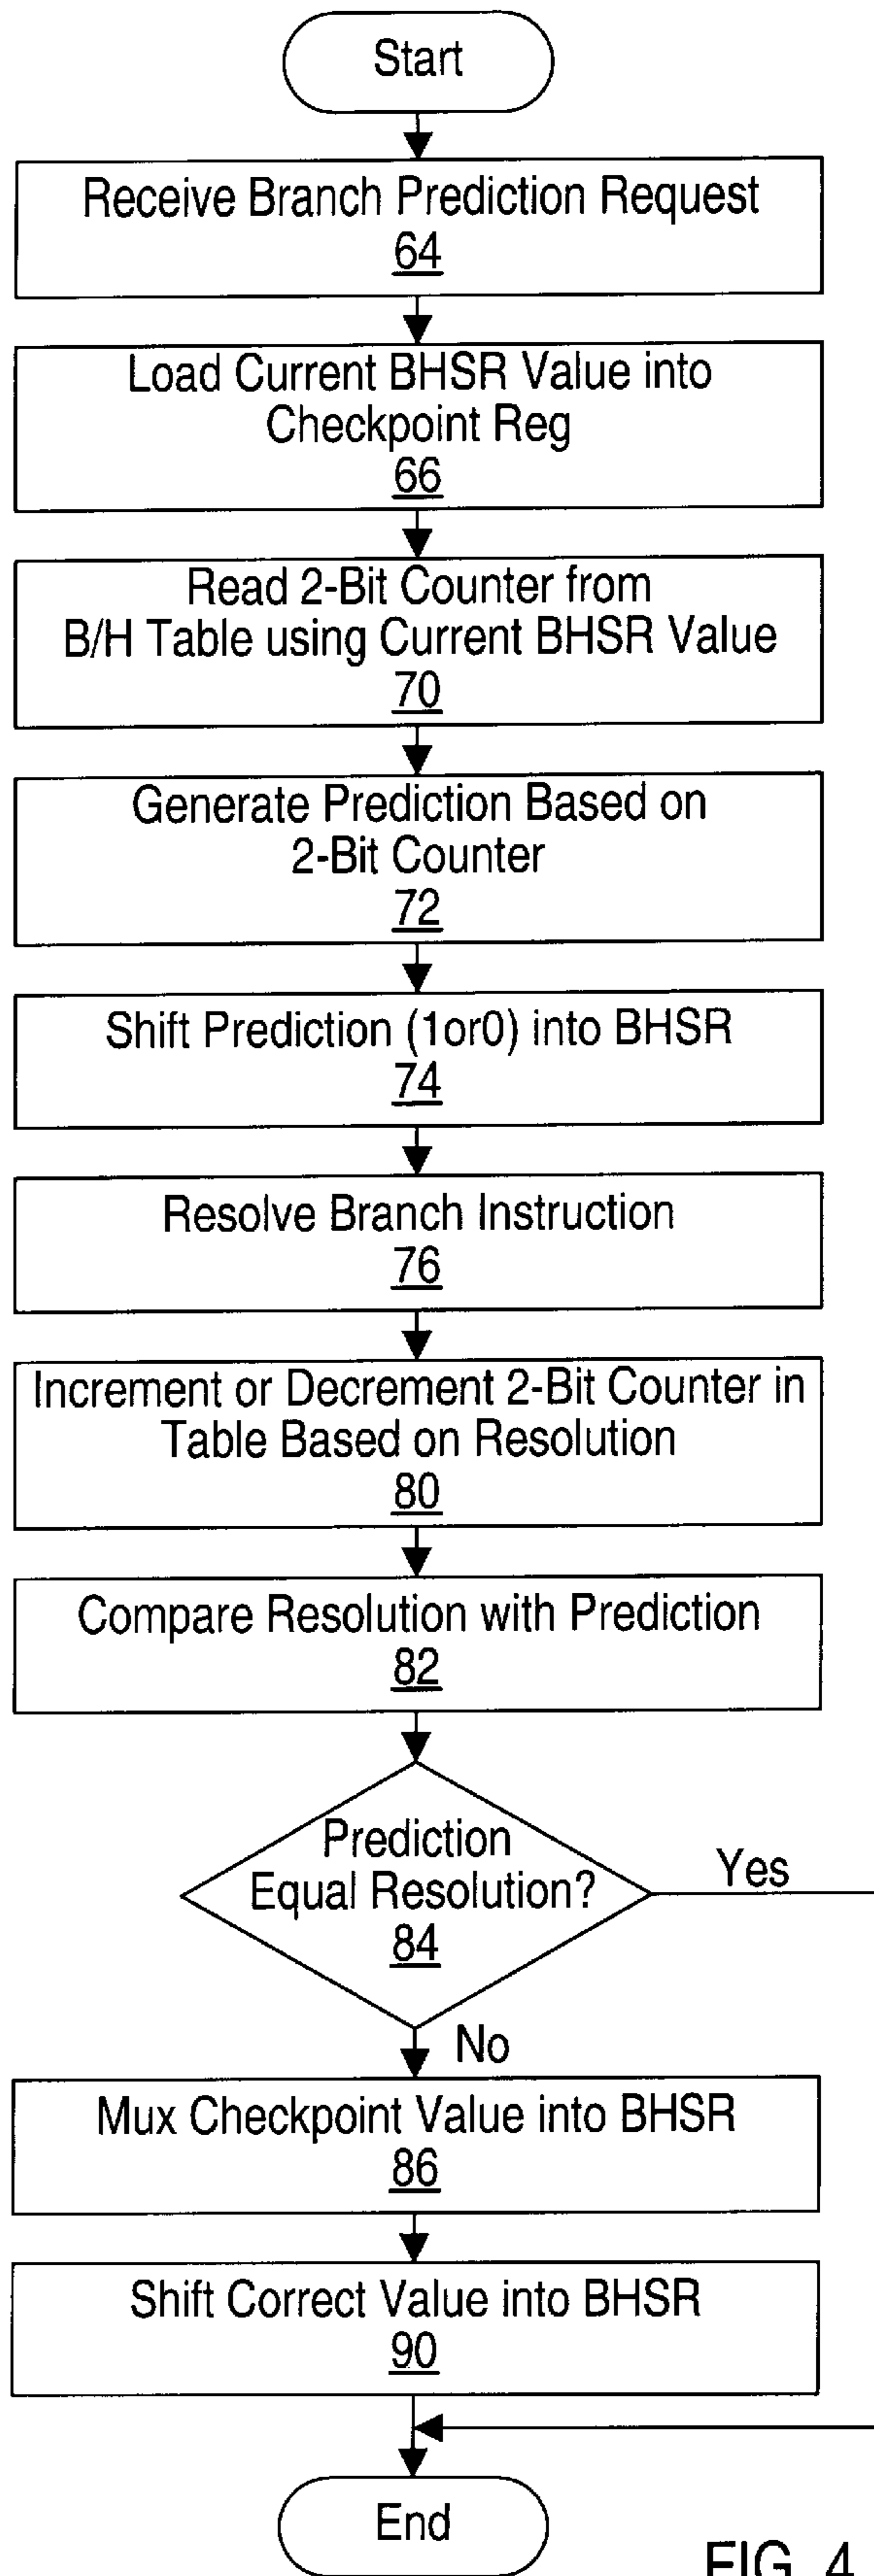 Start
Receive Branch Prediction Request
64
Load Current BHSR Value into
Checkpoint Reg
66
Read 2-Bit Counter from
B/H Table using Current BHSR Value
70
Generate Prediction Based on
2-Bit Counter
72
Shift Prediction (1or0) into BHSR
74
Resolve Branch Instruction
76
Increment or Decrement 2-Bit Counter in
Table Based on Resolution
80
Compare Resolution with Prediction
82
Prediction
Equal Resolution?
84
Yes
No
Mux Checkpoint Value into BHSR
86
Shift Correct Value into BHSR
90
End
FIG. 4